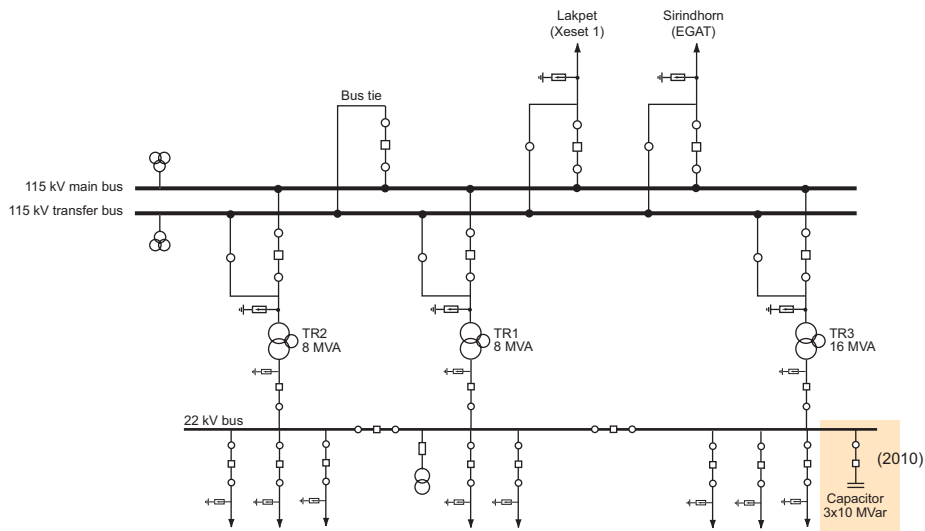 Lakpet
(Xeset 1)
Sirindhorn
(EGAT)
Bus tie
115 kV main bus
115 kV transfer bus
TR2
8 MVA
TR1
8 MVA
TR3
16 MVA
22 kV bus
(2010)
Capacitor
3x10 MVar